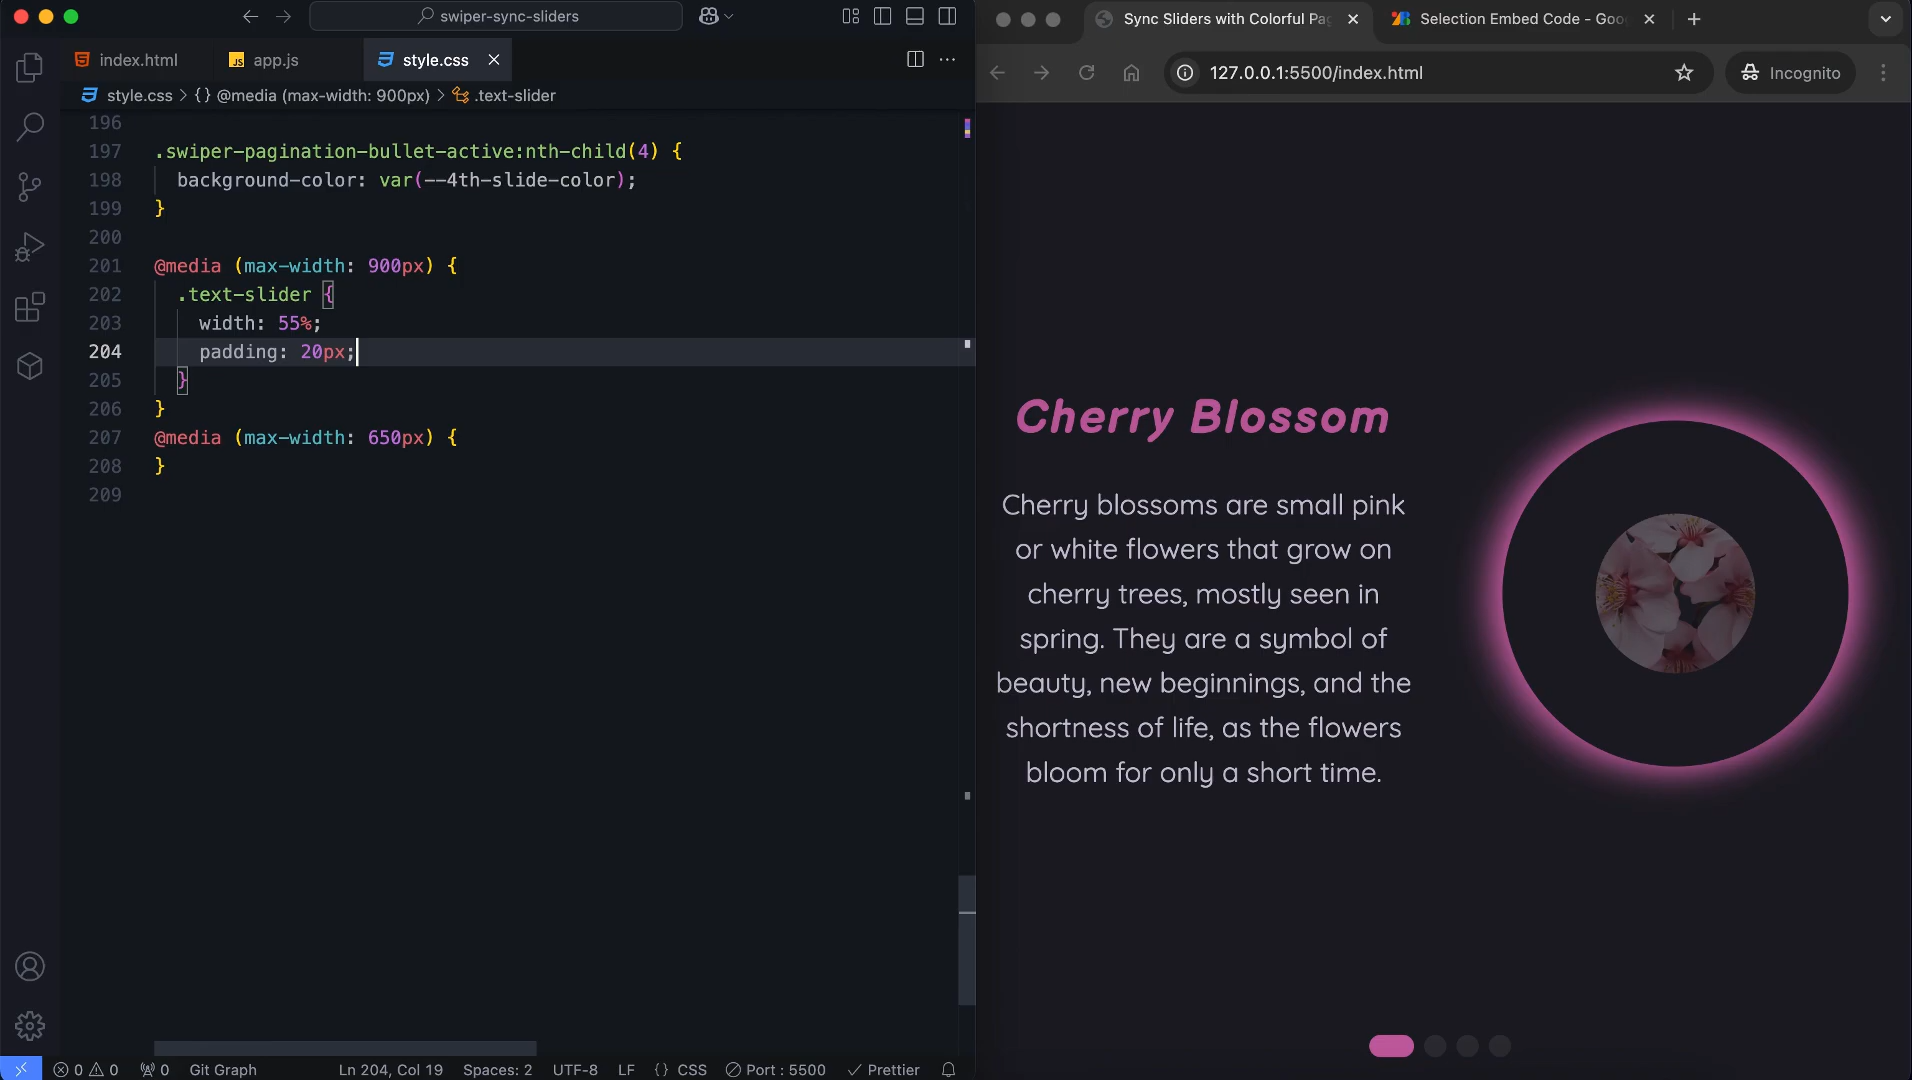 swiper-sync-sliders
index.html
JS app.js
style.css
style.css > {} @media (max-width: 900px) > .text-slider
196
197 .swiper-pagination-bullet-active:nth-child(4) {
198 background-color: var(--4th-slide-color);
199 }
200
201 @media (max-width: 900px) {
202 .text-slider {
203 width: 55%;
204 padding: 20px;
205 }
206 }
207 @media (max-width: 650px) {
208 }
209
0 0 0 Git Graph Ln 204, Col 19 Spaces: 2 UTF-8 LF {} CSS Port : 5500 Prettier
Sync Sliders with Colorful Pa
Selection Embed Code - Goo
127.0.0.1:5500/index.html
Incognito
Cherry Blossom
Cherry blossoms are small pink
or white flowers that grow on
cherry trees, mostly seen in
spring. They are a symbol of
beauty, new beginnings, and the
shortness of life, as the flowers
bloom for only a short time.